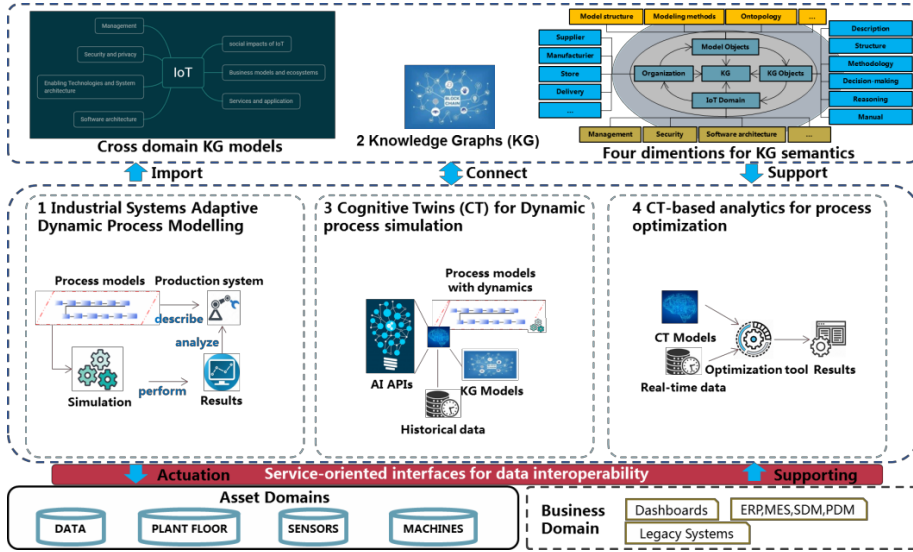 Management
Security and privacy
Enabling Technologies and System
architecture
Software architecture
IoT
social impacts of IoT
Business models and ecosystems
Services and application
Cross domain KG models
BLOCK
CHAIN
2 Knowledge Graphs (KG)
Model structure
Modeling methods
Ontopology
...
Supplier
Manufacturier
Store
Delivery
...
Model Objects
Organization
KG
KG Objects
IoT Domain
Description
Structure
Methodology
Decision-making
Reasoning
Manual
Management
Security
Software architecture
...
Four dimentions for KG semantics
Import
Connect
Support
1 Industrial Systems Adaptive
Dynamic Process Modelling
Process models
Production system
describe
analyze
Simulation
perform
Results
3 Cognitive Twins (CT) for Dynamic
process simulation
Process models
with dynamics
AI APIs
KG Models
Historical data
4 CT-based analytics for process
optimization
CT Models
Real-time data
Optimization tool
Results
Actuation
Service-oriented interfaces for data interoperability
Supporting
Asset Domains
DATA
PLANT FLOOR
SENSORS
MACHINES
Business
Domain
Dashboards
ERP,MES,SDM,PDM
Legacy Systems